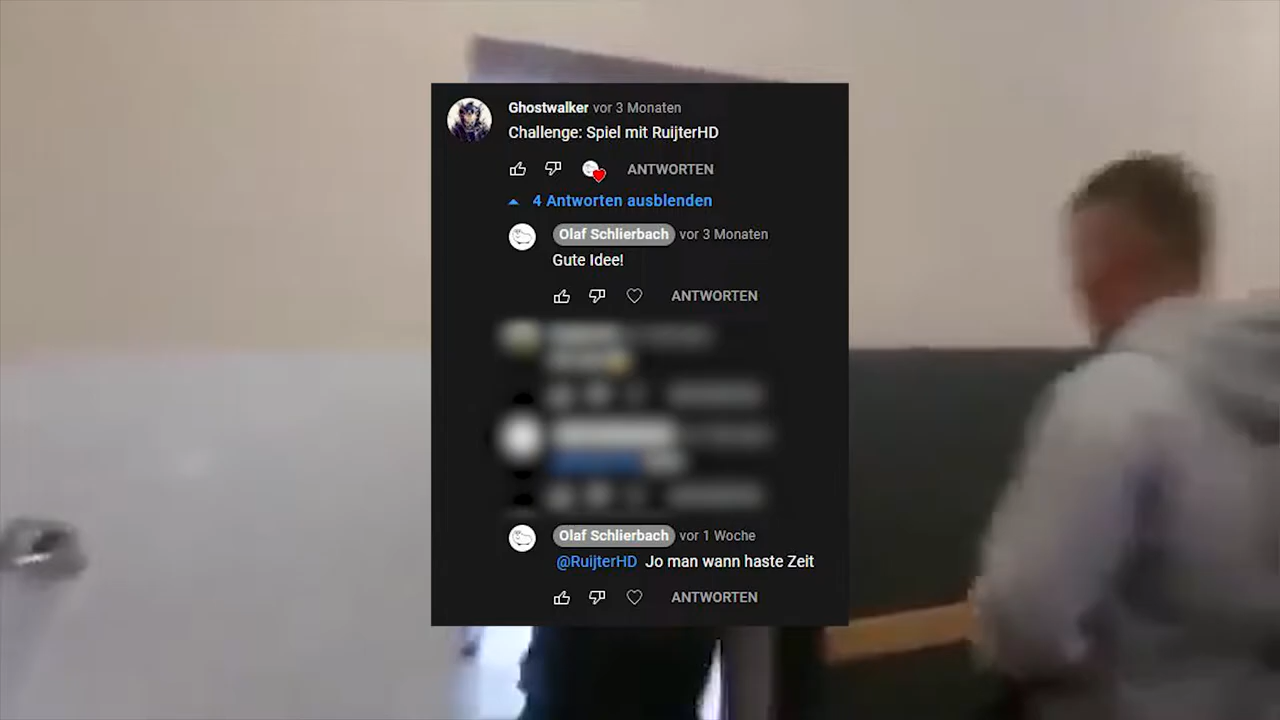 Ghostwalker vor 3 Monaten
Challenge: Spiel mit RuijterHD
ANTWORTEN
4 Antworten ausblenden
Olaf Schlierbach vor 3 Monaten
Gute Idee!
ANTWORTEN
Olaf Schlierbach vor 1 Woche
@RuijterHD Jo man wann haste Zeit
ANTWORTEN